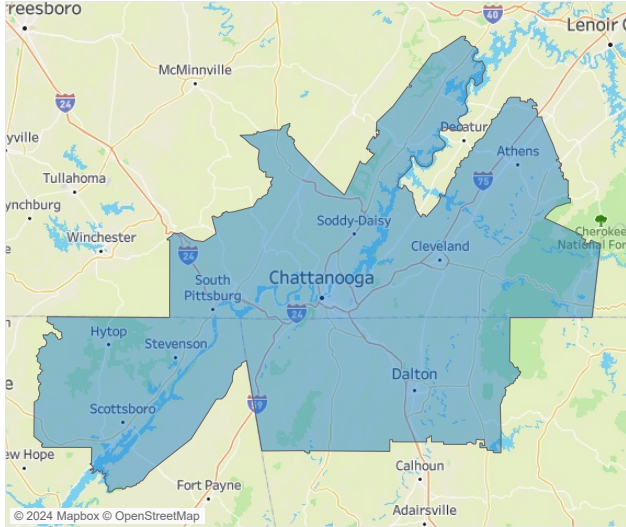 reesboro
40
Lenoir C
McMinnville
24
yville
Decatur
Athens
Tullahoma
75
ynchburg
Soddy-Daisy
Cherokee
National For
Winchester
24
Cleveland
South
Pittsburg
Chattanooga
24
Hytop
Stevenson
Dalton
Scottsboro
59
ew Hope
Calhoun
Fort Payne
Adairsville
© 2024 Mapbox © OpenStreetMap